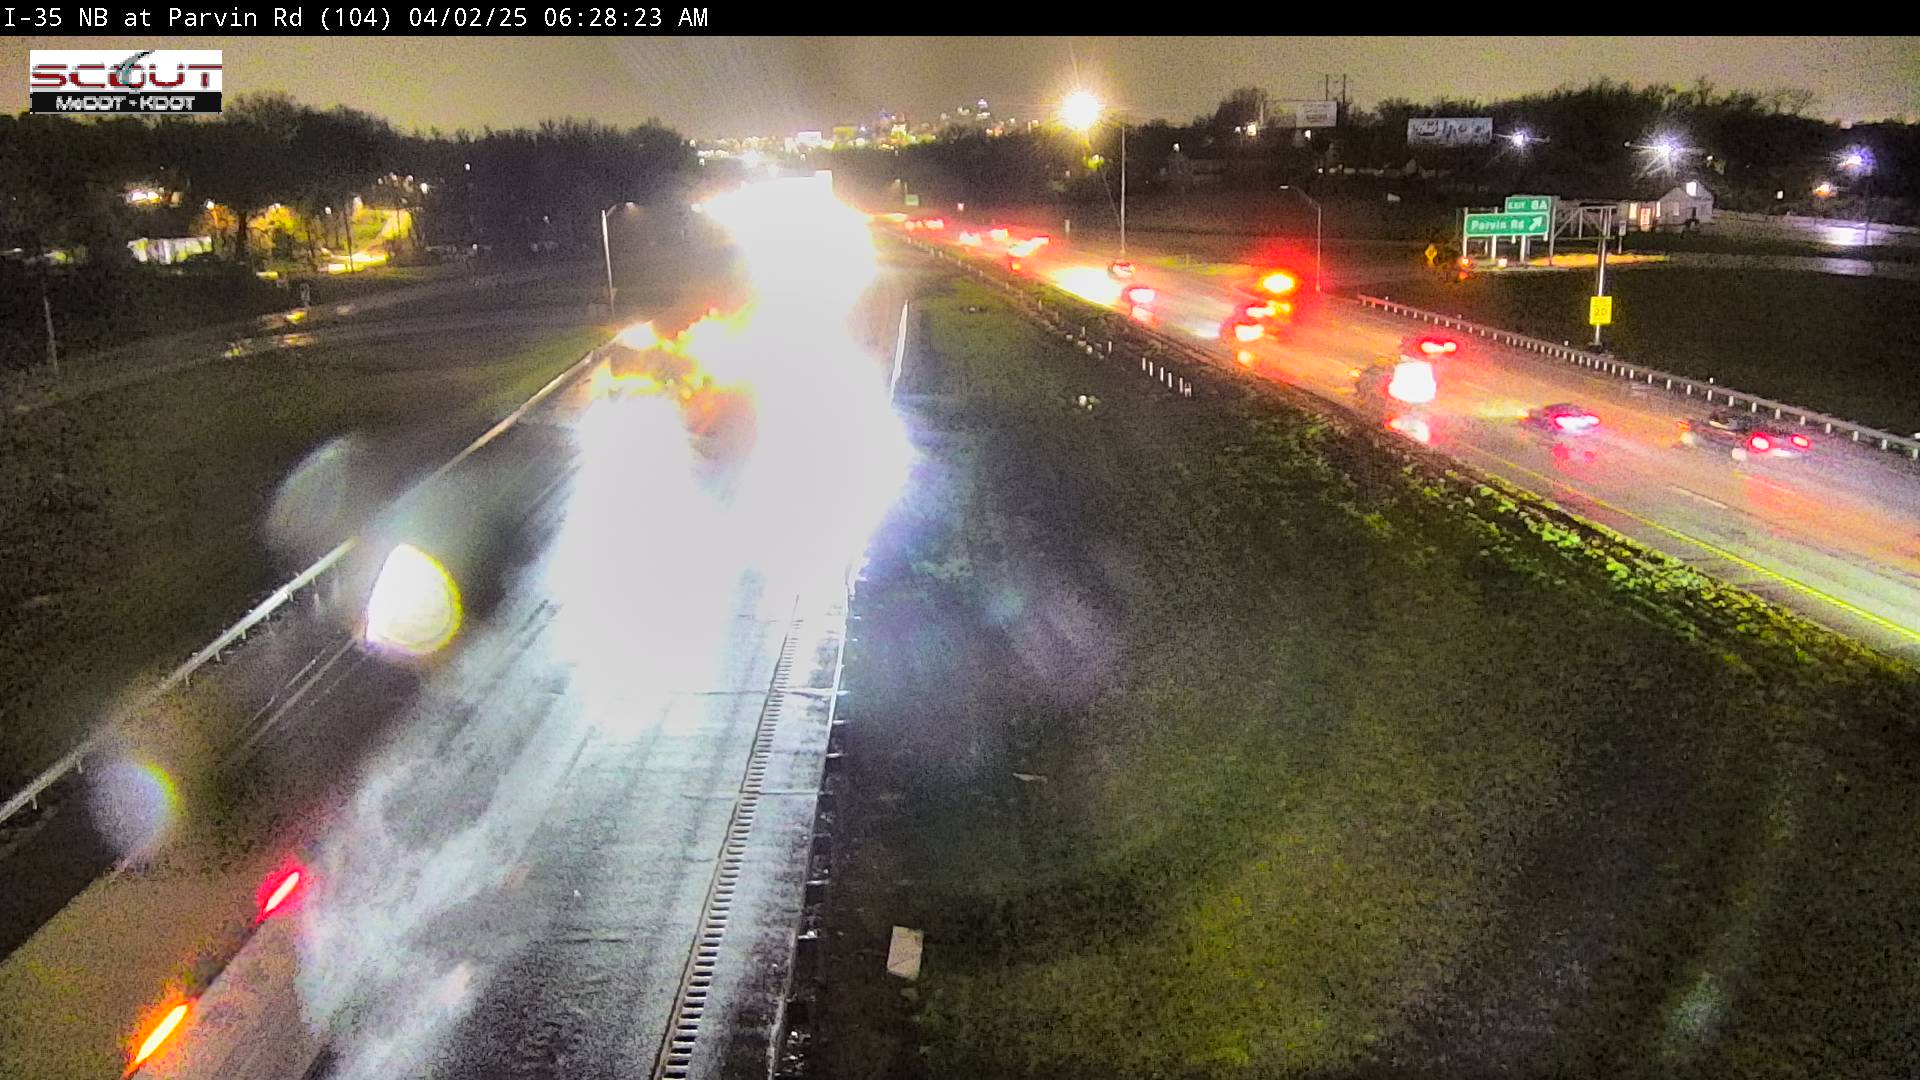 I-35 NB at Parvin Rd (104) 04/02/25 06:28:23 AM
SCOUT
MoDOT - KDOT
EXIT 8A
Parvin Rd
20